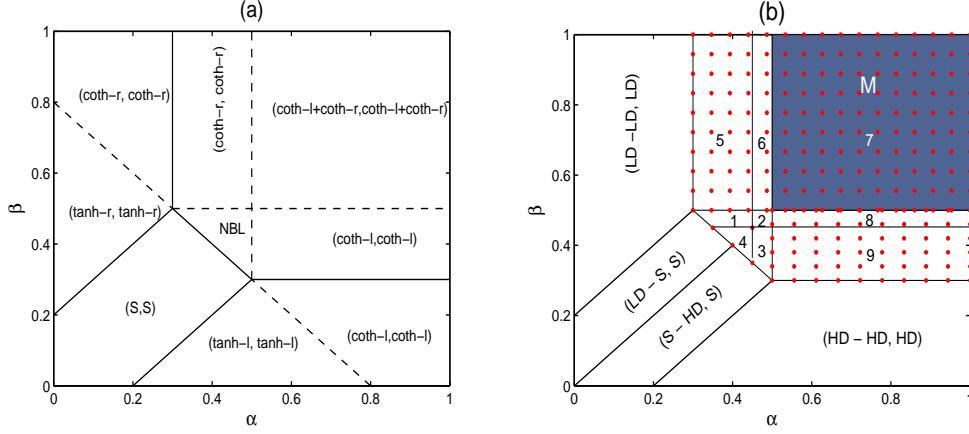 (a)
1
0.8
0.6
0.4
0.2
0
β
(coth−r, coth−r)
(coth−r, coth−r)
(coth−l+coth−r,coth−l+coth−r)
(tanh−r, tanh−r)
NBL
(coth−l,coth−l)
(S,S)
(tanh−l, tanh−l)
(coth−l,coth−l)
0 0.2 0.4 0.6 0.8 1
α
(b)
1
0.8
0.6
0.4
0.2
0
β
(LD −LD, LD)
M
5
6
7
1
2
8
4
3
9
(LD − S, S)
(S − HD, S)
(HD − HD, HD)
0 0.2 0.4 0.6 0.8 1
α